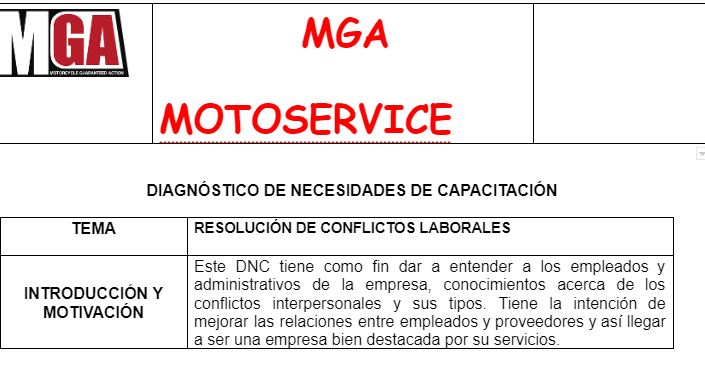 MGA
MOTORCYCLE GUARANTEED ACTION
MGA
MOTOSERVICE
DIAGNÓSTICO DE NECESIDADES DE CAPACITACIÓN
TEMA
RESOLUCIÓN DE CONFLICTOS LABORALES
INTRODUCCIÓN Y
MOTIVACIÓN
Este DNC tiene como fin dar a entender a los empleados y
administrativos de la empresa, conocimientos acerca de los
conflictos interpersonales y sus tipos. Tiene la intención de
mejorar las relaciones entre empleados y proveedores y así llegar
a ser una empresa bien destacada por su servicios.